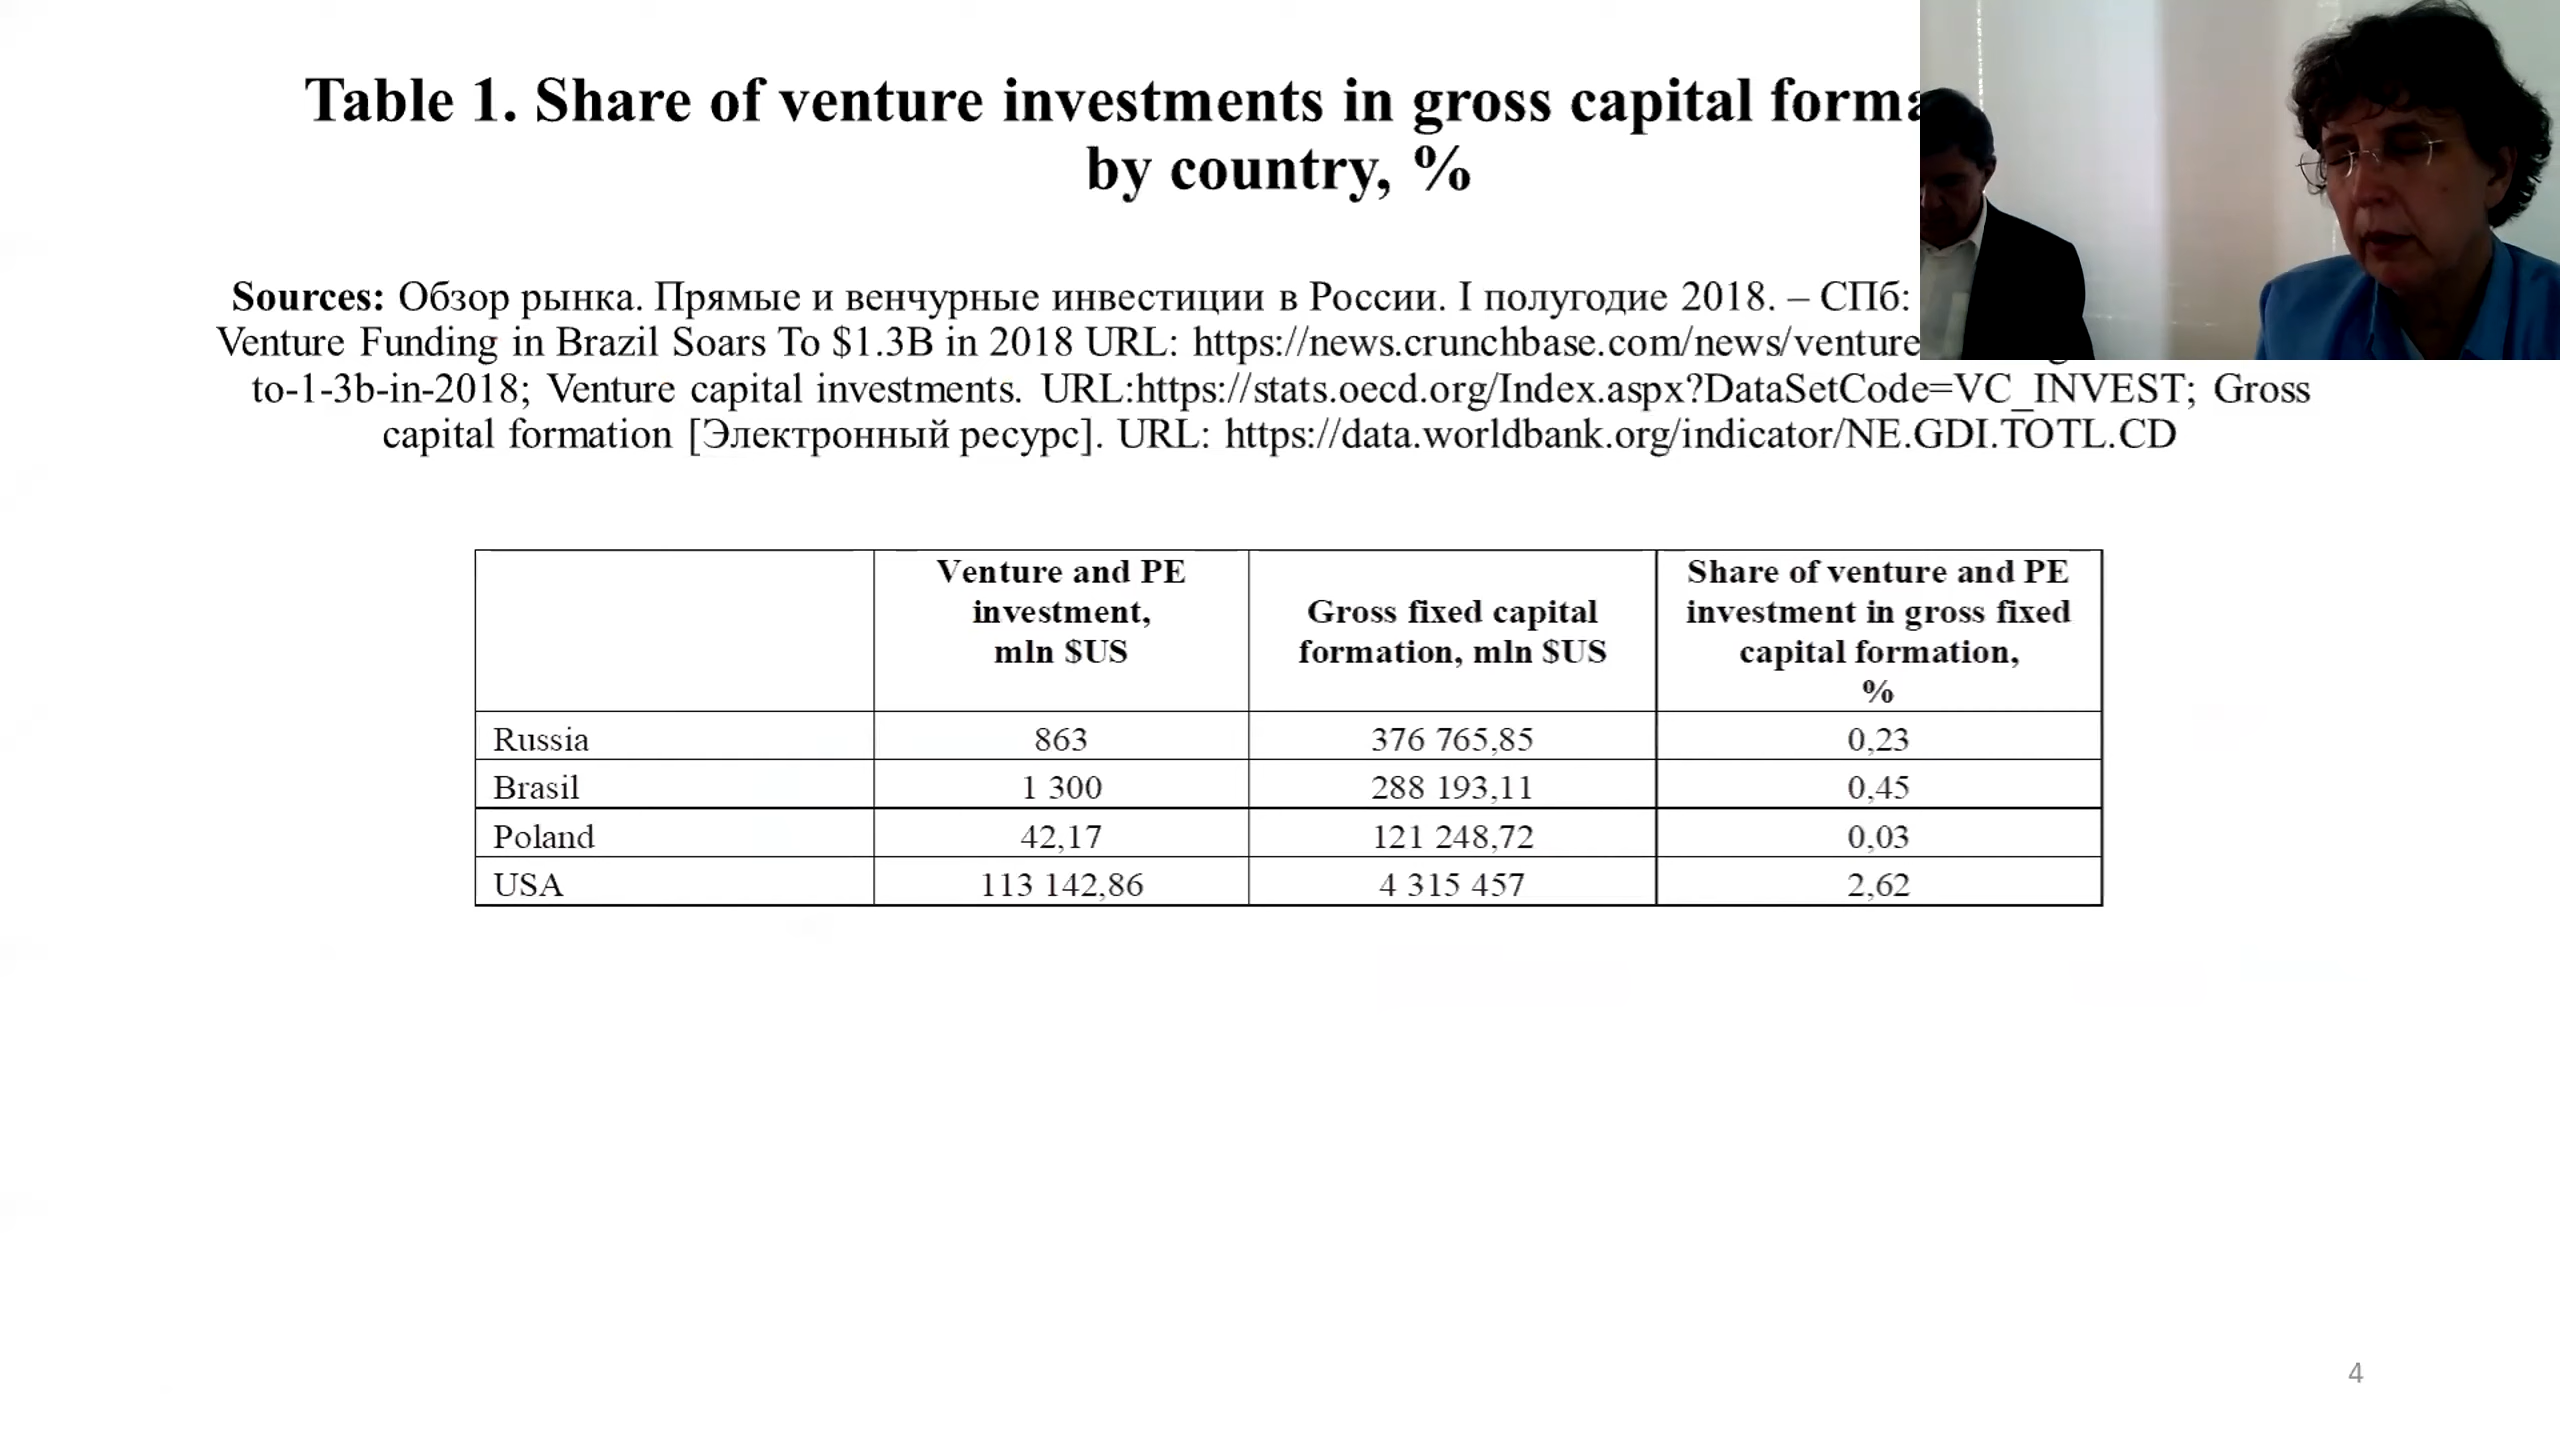 Table 1. Share of venture investments in gross capital
by country, %
Sources: Обзор рынка. Прямые и венчурные инвестиции в России. I полугодие 2018. – СПб:
Venture Funding in Brazil Soars To $1.3B in 2018 URL: https://news.crunchbase.com/news/venture
to-1-3b-in-2018; Venture capital investments. URL:https://stats.oecd.org/Index.aspx?DataSetCode=VC_INVEST; Gross
capital formation [Электронный ресурс]. URL: https://data.worldbank.org/indicator/NE.GDI.TOTL.CD
Venture and PE
investment,
mln $US
Gross fixed capital
formation, mln $US
Share of venture and PE
investment in gross fixed
capital formation,
%
Russia 863 376 765,85 0,23
Brasil 1 300 288 193,11 0,45
Poland 42,17 121 248,72 0,03
USA 113 142,86 4 315 457 2,62
4